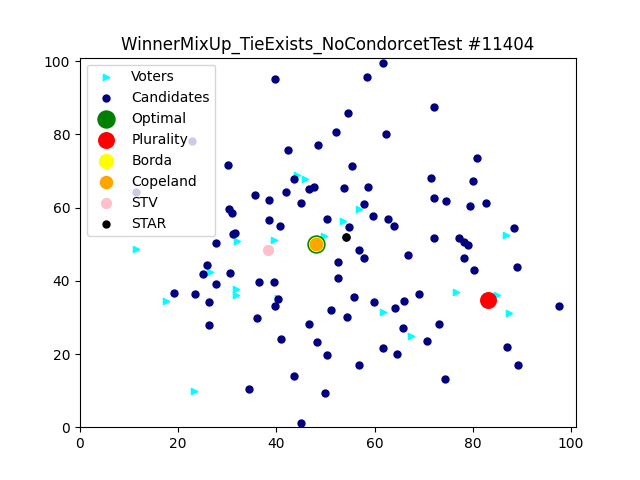 WinnerMixUp_TieExists_NoCondorcetTest #11404
100
80
60
40
20
0
Voters
Candidates
Optimal
Plurality
Borda
Copeland
STV
STAR
0 20 40 60 80 100